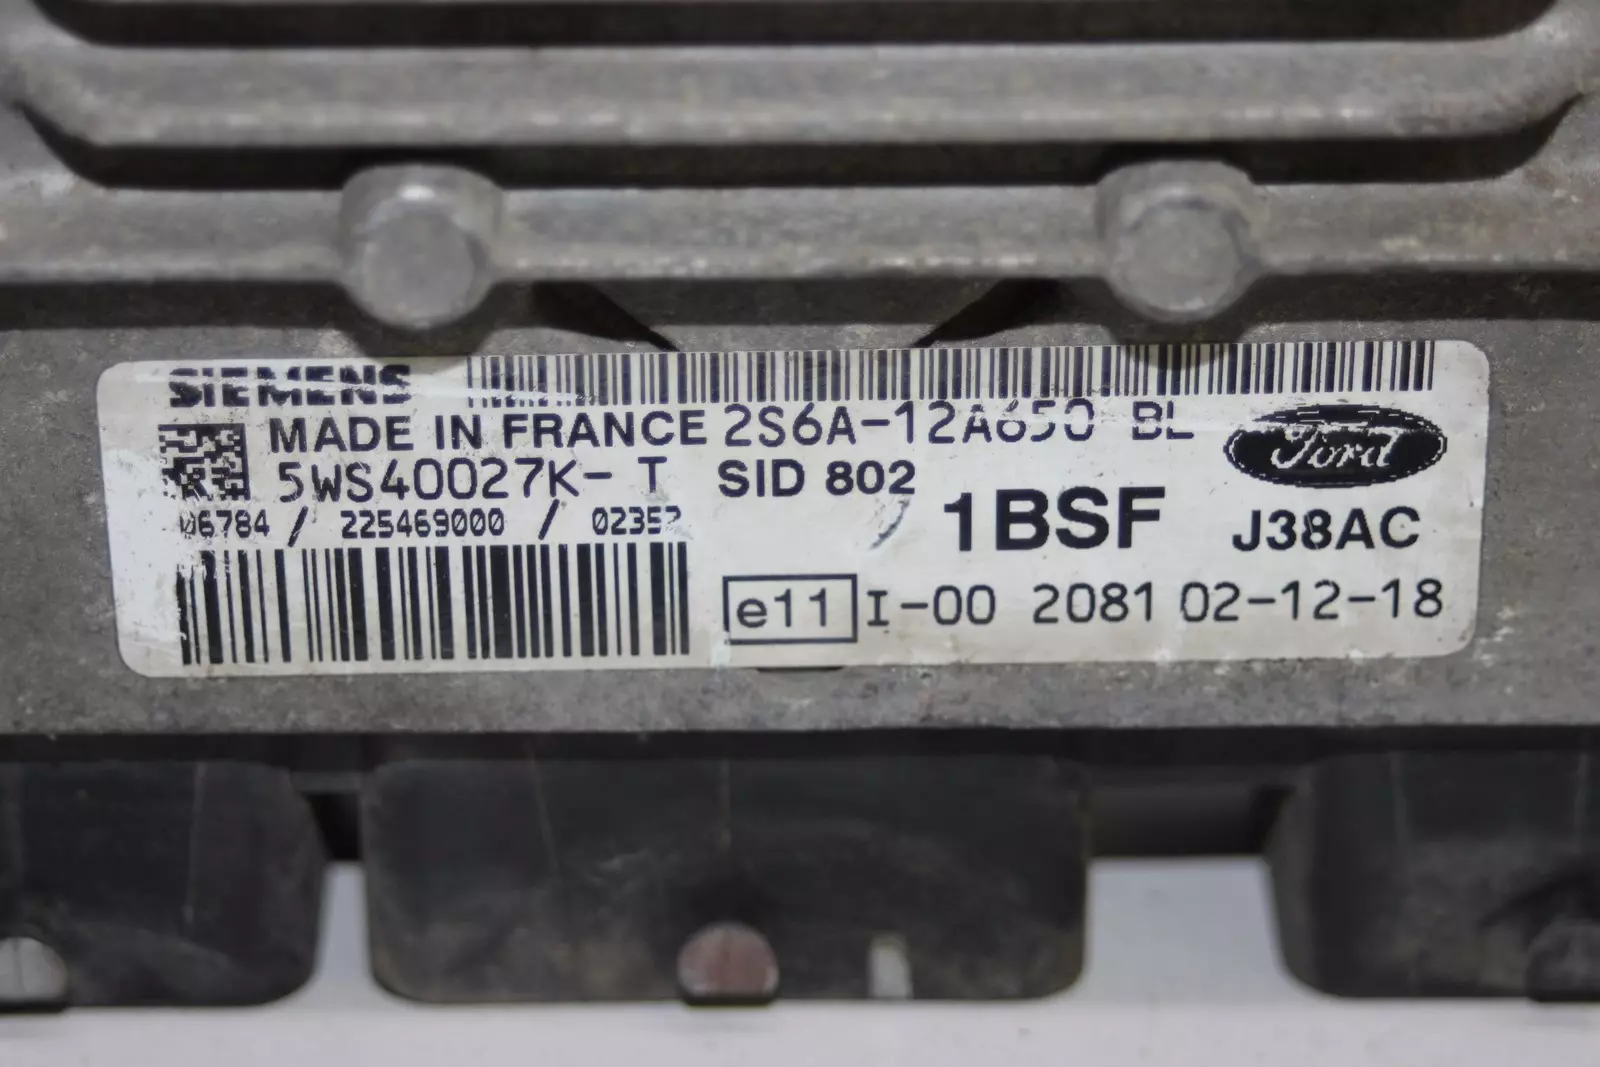 SIEMENS
MADE IN FRANCE 2S6A-12A650 BL
Ford
5WS40027K-T SID 802
06784 / 225469000 / 02352
1BSF J38AC
e11 I-00 2081 02-12-18